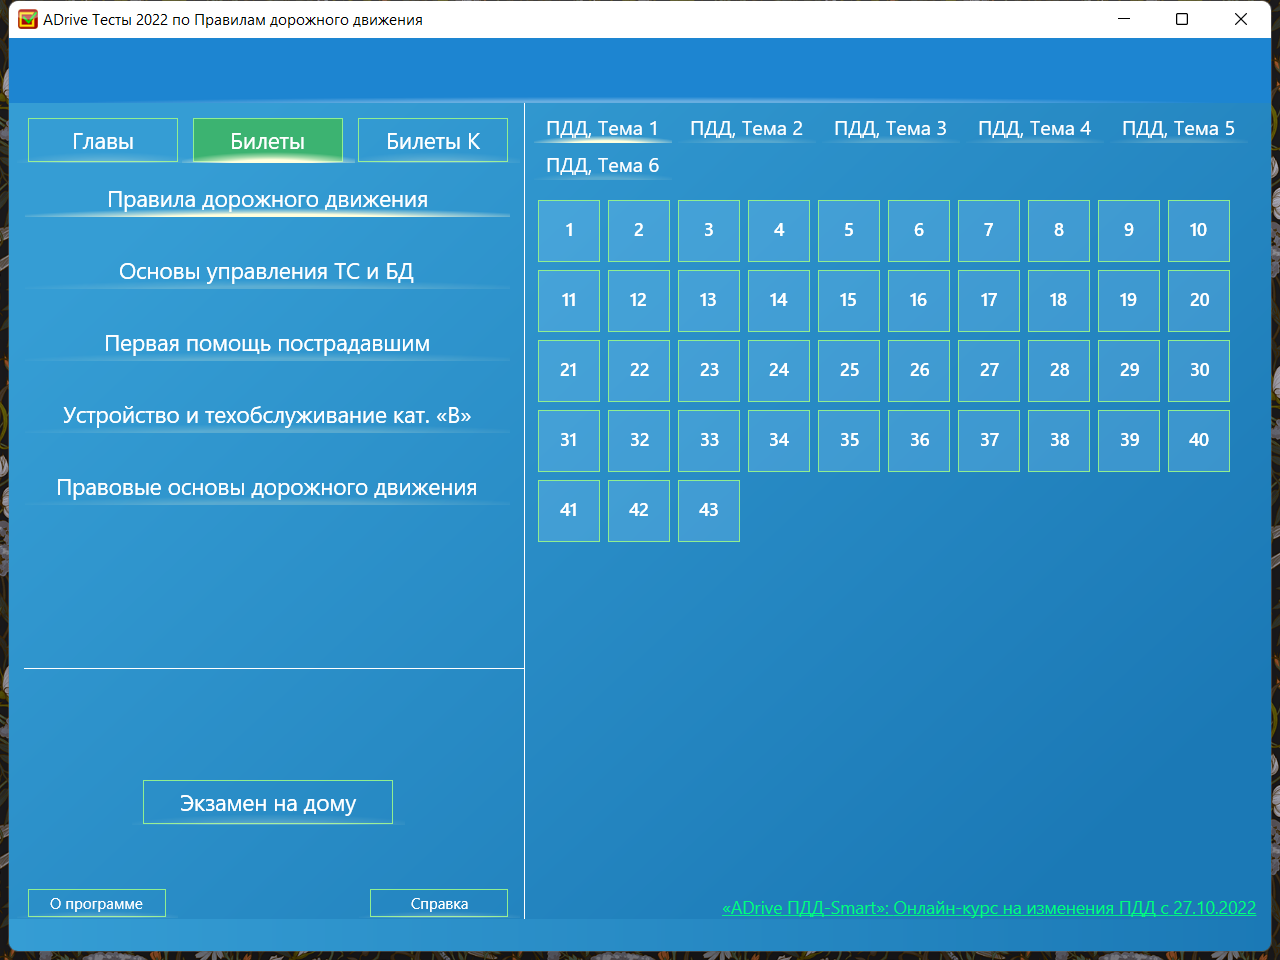 ADrive Тесты 2022 по Правилам дорожного движения
Главы
Билеты
Билеты К
Правила дорожного движения
Основы управления ТС и БД
Первая помощь пострадавшим
Устройство и техобслуживание кат. «В»
Правовые основы дорожного движения
Экзамен на дому
О программе
Справка
ПДД, Тема 1 ПДД, Тема 2 ПДД, Тема 3 ПДД, Тема 4 ПДД, Тема 5
ПДД, Тема 6
1 2 3 4 5 6 7 8 9 10
11 12 13 14 15 16 17 18 19 20
21 22 23 24 25 26 27 28 29 30
31 32 33 34 35 36 37 38 39 40
41 42 43
«ADrive ПДД-Smart»: Онлайн-курс на изменения ПДД с 27.10.2022